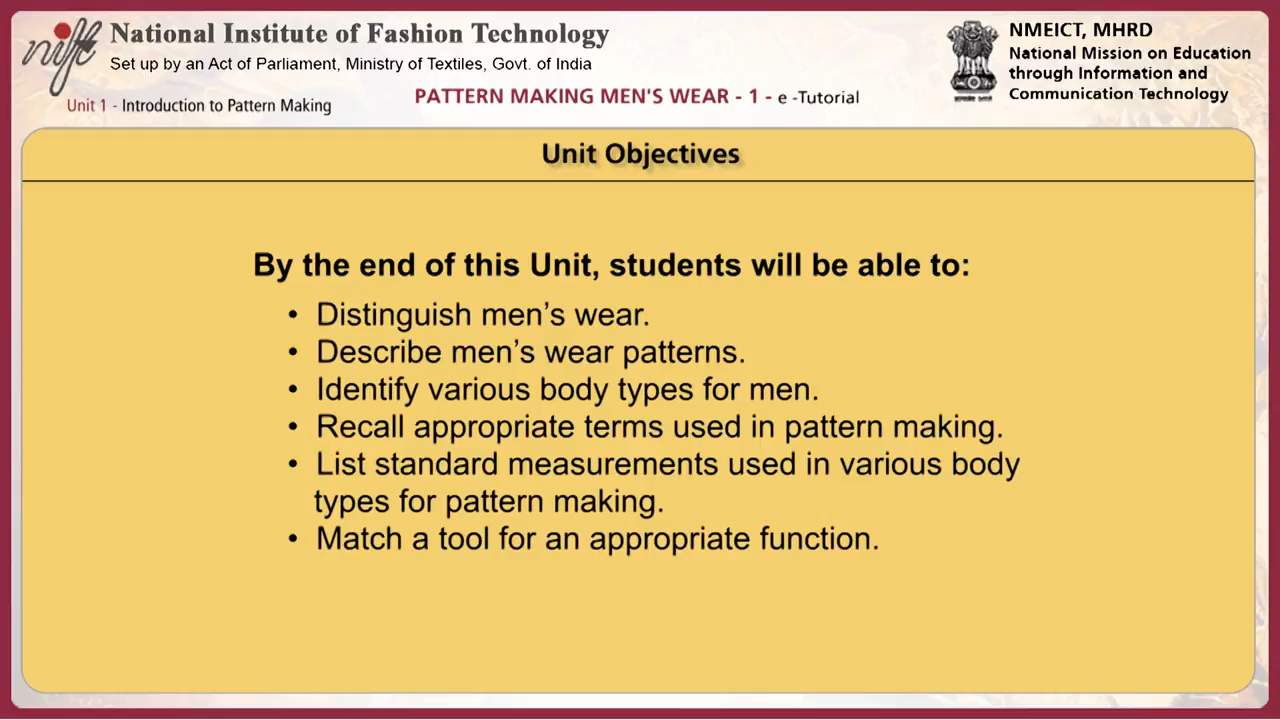 nift
National Institute of Fashion Technology
Set up by an Act of Parliament, Ministry of Textiles, Govt. of India
Unit 1 - Introduction to Pattern Making
PATTERN MAKING MEN'S WEAR - 1 - e -Tutorial
NMEICT, MHRD
National Mission on Education
through Information and
Communication Technology
Unit Objectives
By the end of this Unit, students will be able to:
• Distinguish men’s wear.
• Describe men’s wear patterns.
• Identify various body types for men.
• Recall appropriate terms used in pattern making.
• List standard measurements used in various body
types for pattern making.
• Match a tool for an appropriate function.